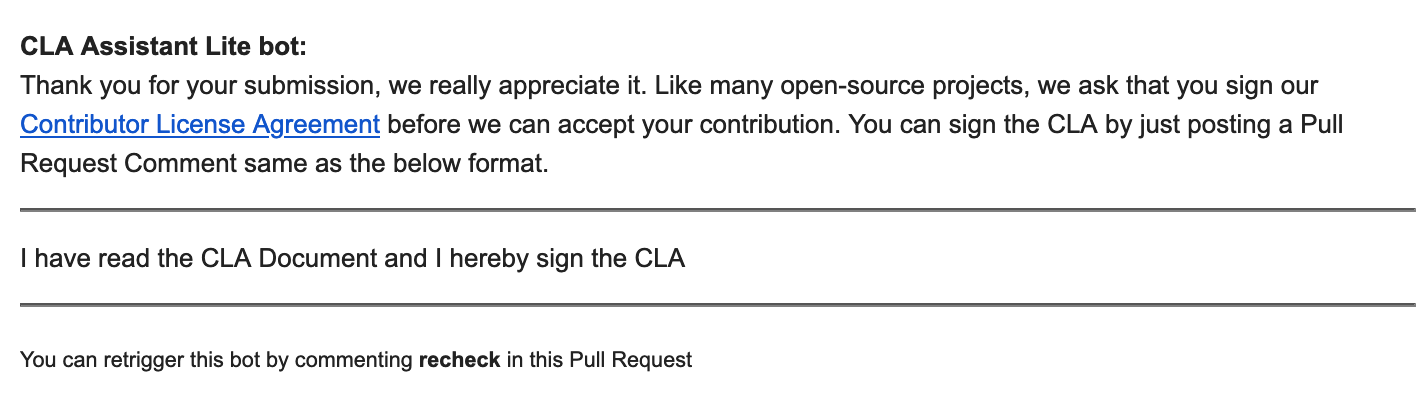 CLA Assistant Lite bot:
Thank you for your submission, we really appreciate it. Like many open-source projects, we ask that you sign our
Contributor License Agreement before we can accept your contribution. You can sign the CLA by just posting a Pull
Request Comment same as the below format.
I have read the CLA Document and I hereby sign the CLA
You can retrigger this bot by commenting recheck in this Pull Request